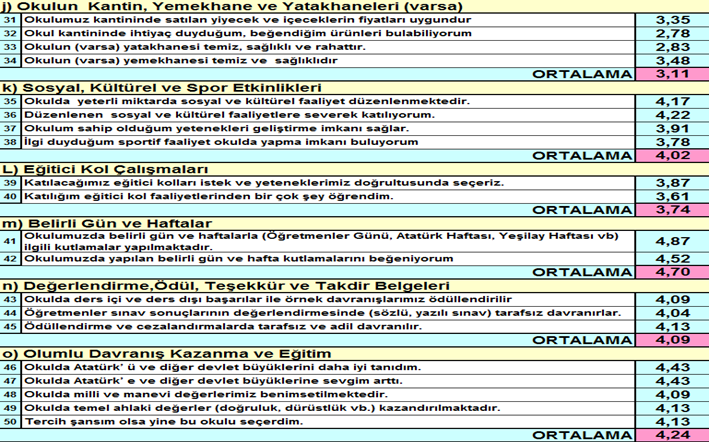 j) Okulun Kantin, Yemekhane ve Yatakhaneleri (varsa)
31 Okulumuz kantininde satılan yiyecek ve içeceklerin fiyatları uygundur 3,35
32 Okul kantininde ihtiyaç duyduğum, beğendiğim ürünleri bulabiliyorum 2,78
33 Okulun (varsa) yatakhanesi temiz, sağlıklı ve rahattır. 2,83
34 Okulun (varsa) yemekhanesi temiz ve sağlıklıdır 3,48
ORTALAMA 3,11
k) Sosyal, Kültürel ve Spor Etkinlikleri
35 Okulda yeterli miktarda sosyal ve kültürel faaliyet düzenlenmektedir. 4,17
36 Düzenlenen sosyal ve kültürel faaliyetlere severek katılıyorum. 4,22
37 Okulum sahip olduğum yetenekleri geliştirme imkanı sağlar. 3,91
38 İlgi duyduğum sportif faaliyet okulda yapma imkanı buluyorum 3,78
ORTALAMA 4,02
L) Eğitici Kol Çalışmaları
39 Katılacağımız eğitici kolları istek ve yeteneklerimiz doğrultusunda seçeriz. 3,87
40 Katılığım eğitici kol faaliyetlerinden bir çok şey öğrendim. 3,61
ORTALAMA 3,74
m) Belirli Gün ve Haftalar
41 Okulumuzda belirli gün ve haftalarla (Öğretmenler Günü, Atatürk Haftası, Yeşilay Haftası vb) 4,87
ilgili kutlamalar yapılmaktadır.
42 Okulumuzda yapılan belirli gün ve hafta kutlamalarını beğeniyorum 4,52
ORTALAMA 4,70
n) Değerlendirme,Ödül, Teşekkür ve Takdir Belgeleri
43 Okulda ders içi ve ders dışı başarılar ile örnek davranışlarımız ödüllendirilir 4,09
44 Öğretmenler sınav sonuçlarının değerlendirmesinde (sözlü, yazılı sınav) tarafsız davranırlar. 4,04
45 Ödüllendirme ve cezalandırmalarda tarafsız ve adil davranılır. 4,13
ORTALAMA 4,09
o) Olumlu Davranış Kazanma ve Eğitim
46 Okulda Atatürk' ü ve diğer devlet büyüklerini daha iyi tanıdım. 4,43
47 Okulda Atatürk' e ve diğer devlet büyüklerine sevgim arttı. 4,43
48 Okulda milli ve manevi değerlerimiz benimsetilmektedir. 4,09
49 Okulda temel ahlaki değerler (doğruluk, dürüstlük vb.) kazandırılmaktadır. 4,13
50 Tercih şansım olsa yine bu okulu seçerdim. 4,13
ORTALAMA 4,24